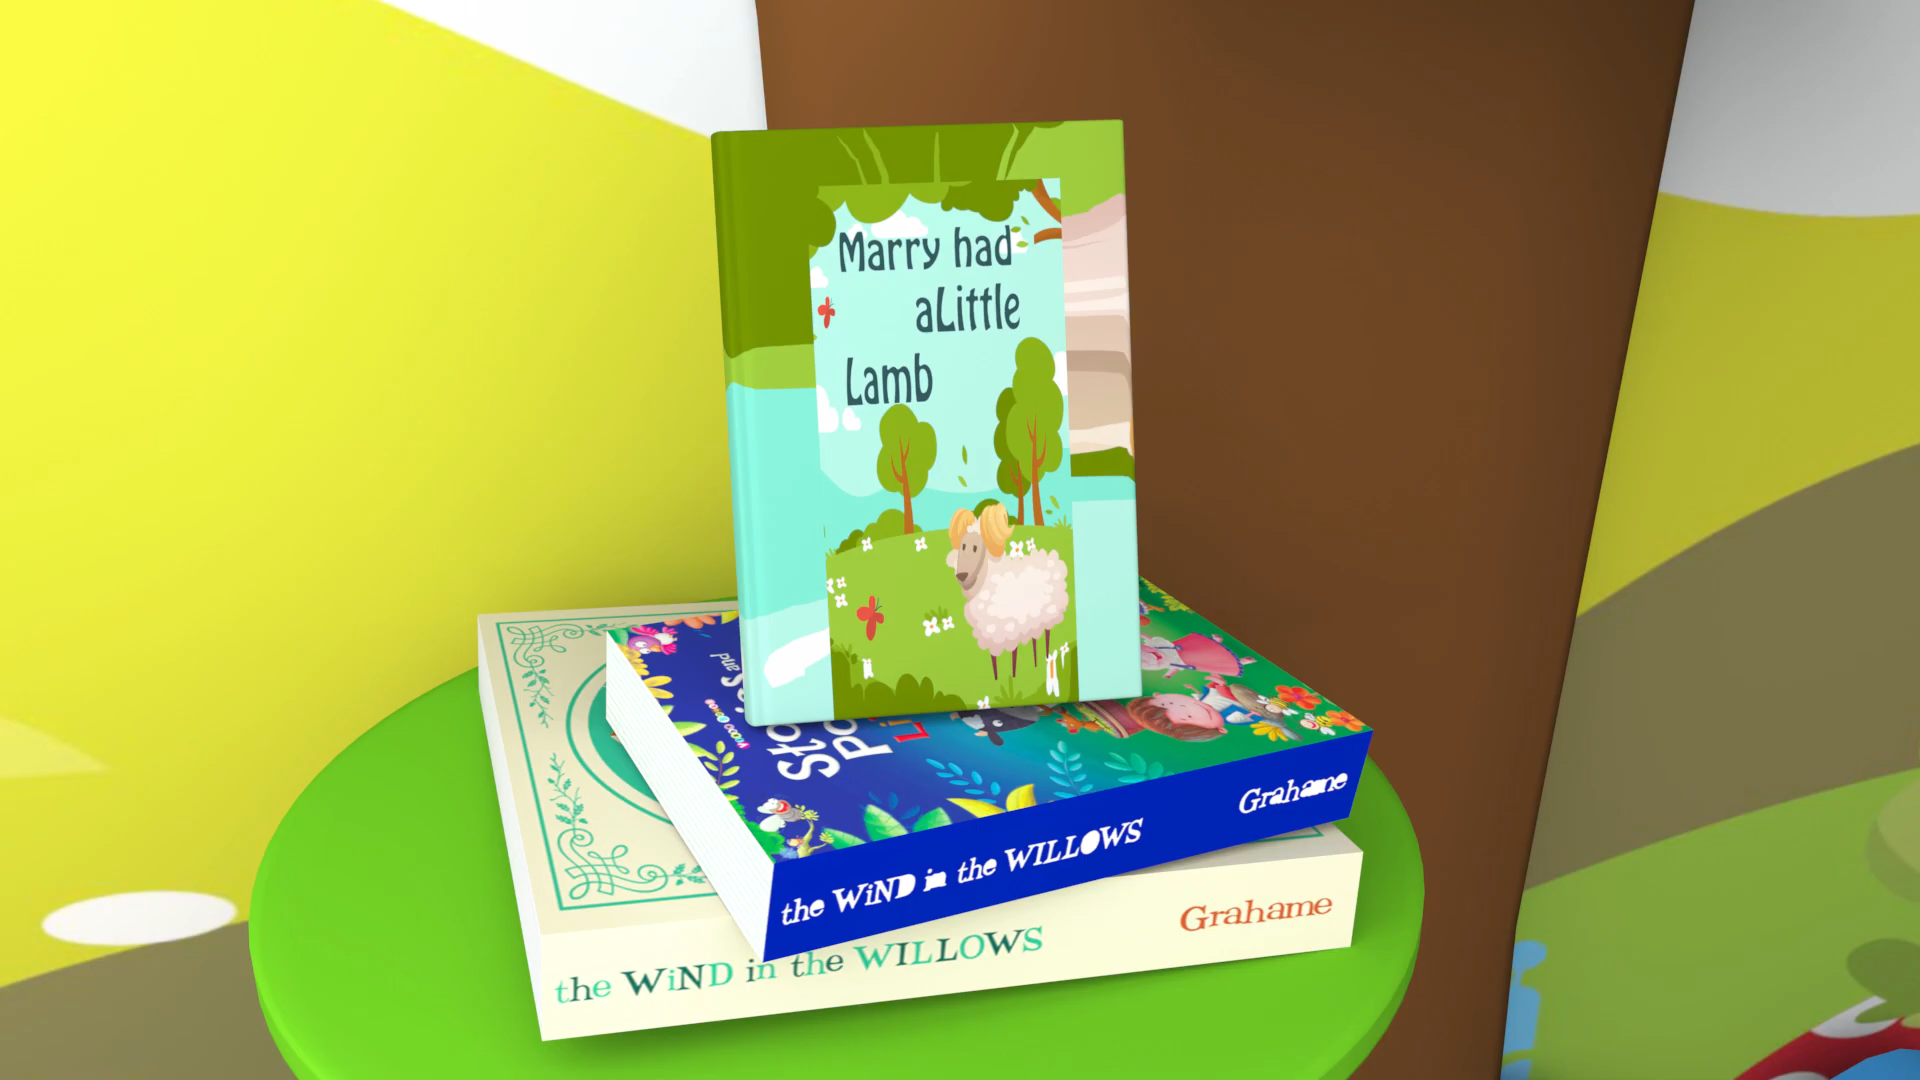 Marry had
aLittle
Lamb
the WiND in the WILLOWS
Grahame
the WiND in the WILLOWS
Grahame